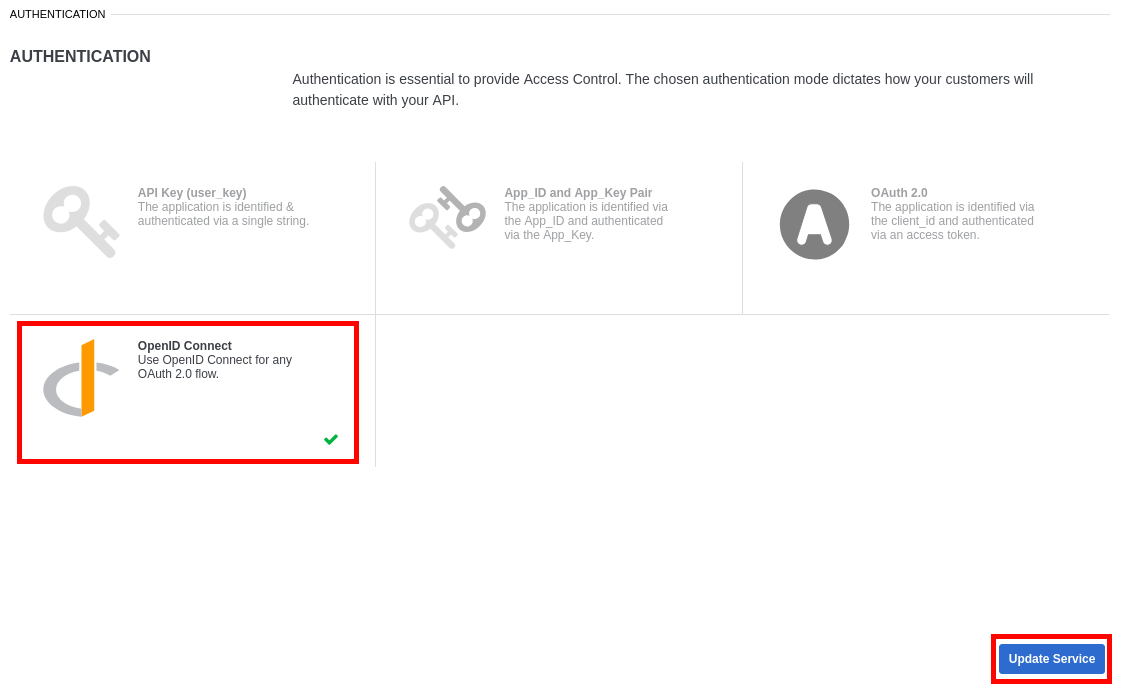 AUTHENTICATION
AUTHENTICATION
Authentication is essential to provide Access Control. The chosen authentication mode dictates how your customers will
authenticate with your API.
API Key (user_key)
The application is identified &
authenticated via a single string.
App_ID and App_Key Pair
The application is identified via
the App_ID and authenticated
via the App_Key.
OAuth 2.0
The application is identified via
the client_id and authenticated
via an access token.
OpenID Connect
Use OpenID Connect for any
OAuth 2.0 flow.
Update Service